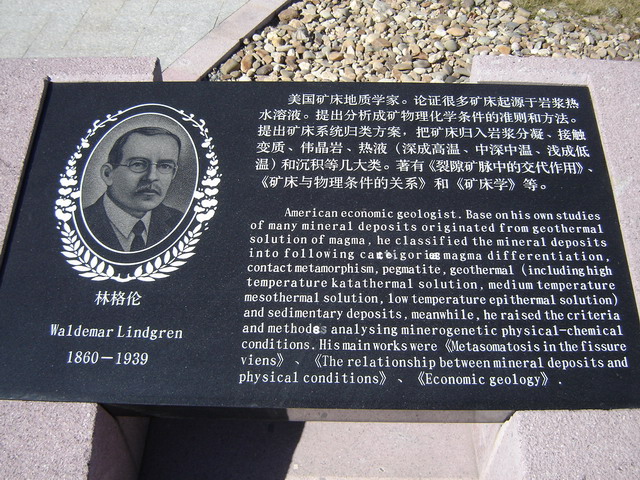 美国矿床地质学家。论证很多矿床起源于岩浆热
水溶液。提出分析成矿物理化学条件的准则和方法。
提出矿床系统归类方案，把矿床归入岩浆分凝、接触
变质、伟晶岩、热液（深成高温、中深中温、浅成低
温）和沉积等几大类。著有《裂隙矿脉中的交代作用》、
《矿床与物理条件的关系》和《矿床学》等。
American economic geologist. Base on his own studies
of many mineral deposits originated from geothermal
solution of magma, he classified the mineral deposits
into following categories magma differentiation,
contact metamorphism, pegmatite, geothermal (including high
temperature katathermal solution, medium temperature
mesothermal solution, low temperature epithermal solution)
and sedimentary deposits, meanwhile, he raised the criteria
and methods analysing minerogenetic physical-chemical
conditions. His main works were《Metasomatosis in the fissure
viens》、《The relationship between mineral deposits and
physical conditions》、《Economic geology》.
林格伦
Waldemar Lindgren
1860－1939